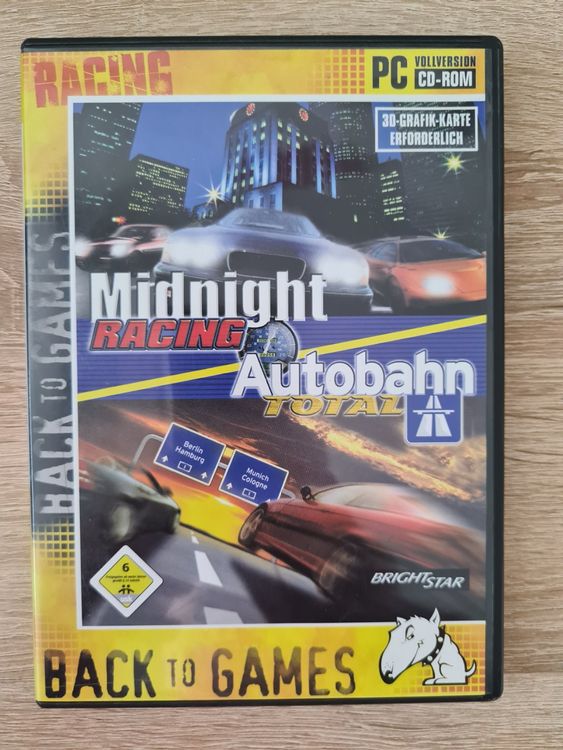 RACING
PC VOLLVERSION
CD-ROM
3D-GRAFIK-KARTE
ERFORDERLICH
BACK TO GAMES
Midnight
RACING
Autobahn
TOTAL
Berlin
Hamburg
Munich
Cologne
6
BRIGHTSTAR
BACK TO GAMES